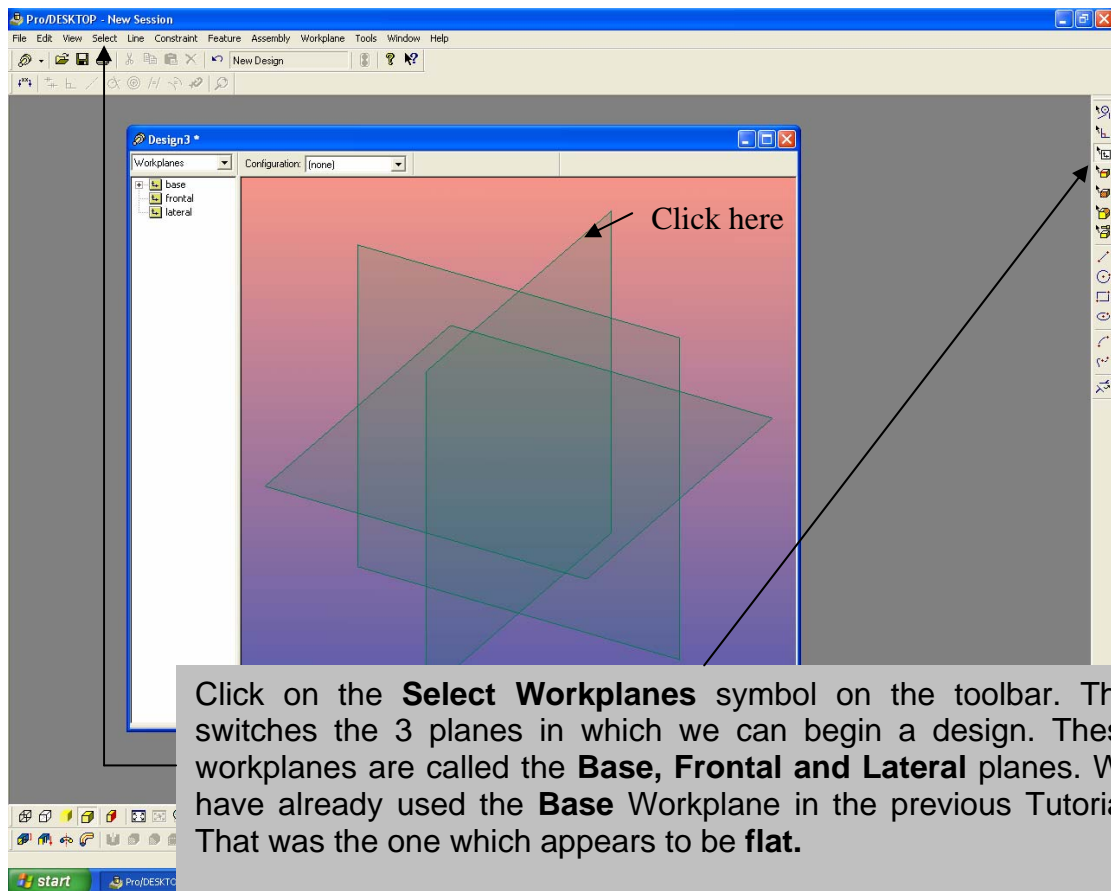 Pro/DESKTOP - New Session
File Edit View Select Line Constraint Feature Assembly Workplane Tools Window Help
New Design
Design3 *
Workplanes Configuration: (none)
base
frontal
lateral
Click here
Click on the Select Workplanes symbol on the toolbar. Th
switches the 3 planes in which we can begin a design. Thes
workplanes are called the Base, Frontal and Lateral planes. W
have already used the Base Workplane in the previous Tutoria
That was the one which appears to be flat.
start Pro/DESKTO